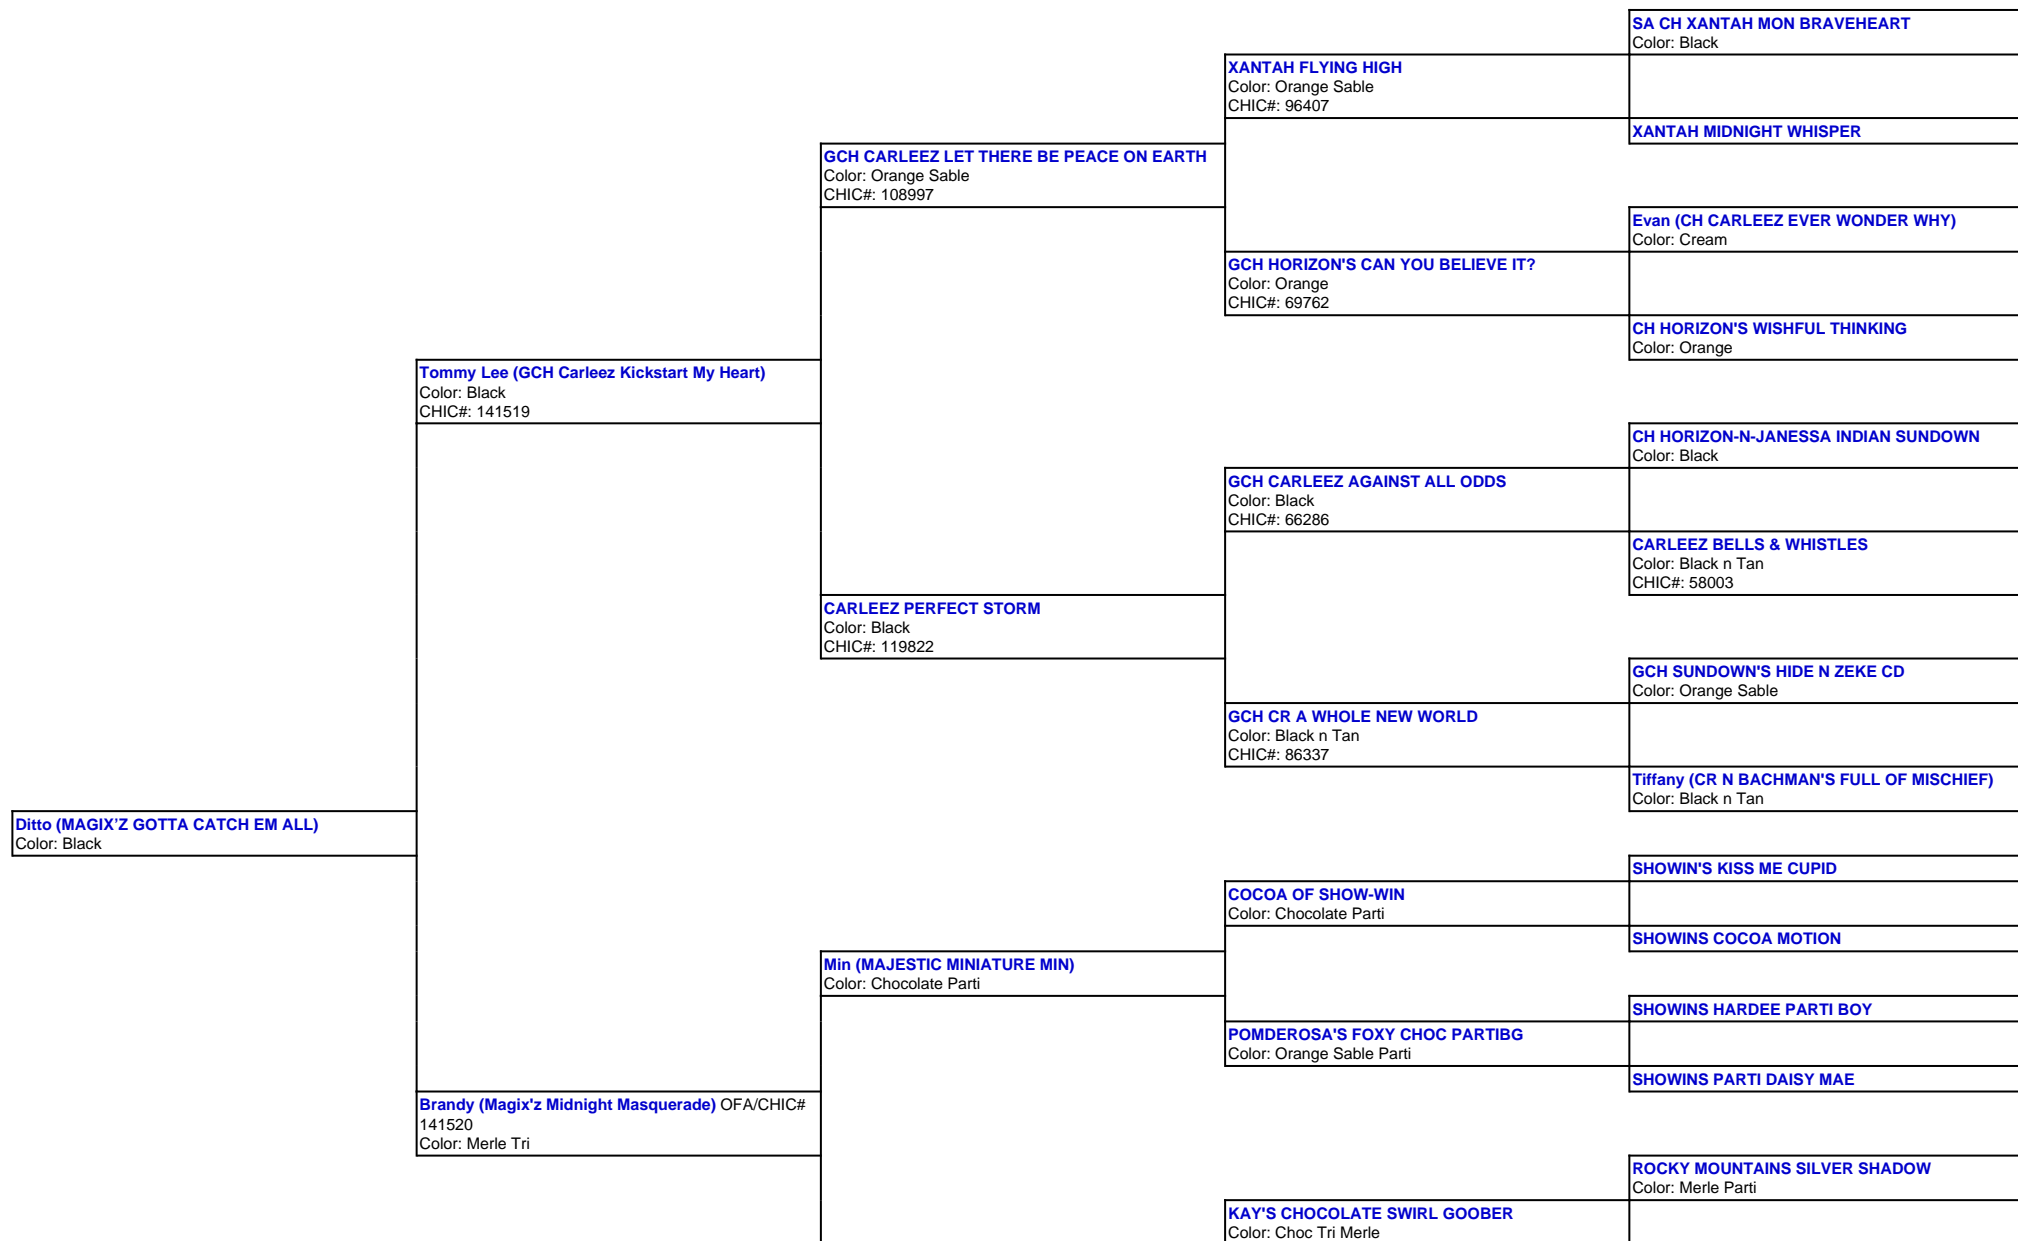 SA CH XANTAH MON BRAVEHEART
Color: Black
XANTAH FLYING HIGH
Color: Orange Sable
CHIC#: 96407
XANTAH MIDNIGHT WHISPER
GCH CARLEEZ LET THERE BE PEACE ON EARTH
Color: Orange Sable
CHIC#: 108997
Evan (CH CARLEEZ EVER WONDER WHY)
Color: Cream
GCH HORIZON'S CAN YOU BELIEVE IT?
Color: Orange
CHIC#: 69762
CH HORIZON'S WISHFUL THINKING
Color: Orange
Tommy Lee (GCH Carleez Kickstart My Heart)
Color: Black
CHIC#: 141519
CH HORIZON-N-JANESSA INDIAN SUNDOWN
Color: Black
GCH CARLEEZ AGAINST ALL ODDS
Color: Black
CHIC#: 66286
CARLEEZ BELLS & WHISTLES
Color: Black n Tan
CHIC#: 58003
CARLEEZ PERFECT STORM
Color: Black
CHIC#: 119822
GCH SUNDOWN'S HIDE N ZEKE CD
Color: Orange Sable
GCH CR A WHOLE NEW WORLD
Color: Black n Tan
CHIC#: 86337
Tiffany (CR N BACHMAN'S FULL OF MISCHIEF)
Color: Black n Tan
Ditto (MAGIX’Z GOTTA CATCH EM ALL)
Color: Black
SHOWIN'S KISS ME CUPID
COCOA OF SHOW-WIN
Color: Chocolate Parti
SHOWINS COCOA MOTION
Min (MAJESTIC MINIATURE MIN)
Color: Chocolate Parti
SHOWINS HARDEE PARTI BOY
POMDEROSA'S FOXY CHOC PARTIBG
Color: Orange Sable Parti
SHOWINS PARTI DAISY MAE
Brandy (Magix'z Midnight Masquerade) OFA/CHIC#
141520
Color: Merle Tri
ROCKY MOUNTAINS SILVER SHADOW
Color: Merle Parti
KAY'S CHOCOLATE SWIRL GOOBER
Color: Choc Tri Merle